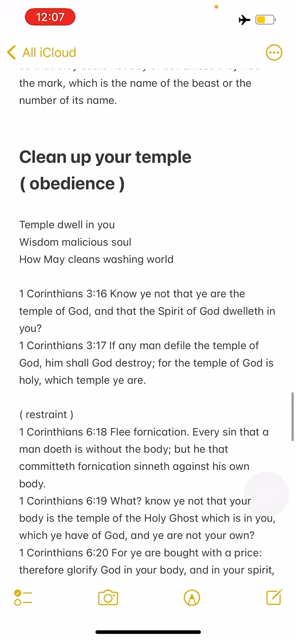 12:07
All iCloud
the mark, which is the name of the beast or the
number of its name.
Clean up your temple
( obedience )
Temple dwell in you
Wisdom malicious soul
How May cleans washing world
1 Corinthians 3:16 Know ye not that ye are the
temple of God, and that the Spirit of God dwelleth in
you?
1 Corinthians 3:17 If any man defile the temple of
God, him shall God destroy; for the temple of God is
holy, which temple ye are.
( restraint )
1 Corinthians 6:18 Flee fornication. Every sin that a
man doeth is without the body; but he that
committeth fornication sinneth against his own
body.
1 Corinthians 6:19 What? know ye not that your
body is the temple of the Holy Ghost which is in you,
which ye have of God, and ye are not your own?
1 Corinthians 6:20 For ye are bought with a price:
therefore glorify God in your body, and in your spirit,